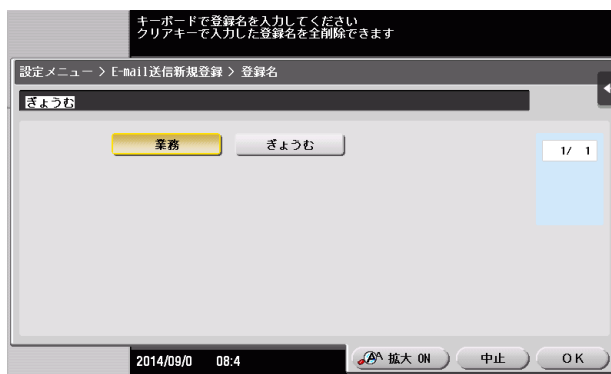 キーボードで登録名を入力してください
クリアキーで入力した登録名を全削除できます
設定メニュー > E-mail送信新規登録 > 登録名
ぎょうむ
業務 ぎょうむ
1/ 1
2014/09/0 08:4
拡大 ON 中止 OK